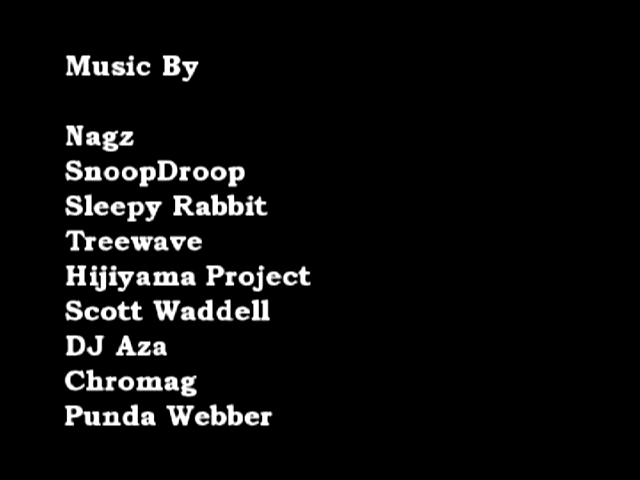 Music By
Nagz
SnoopDroop
Sleepy Rabbit
Treewave
Hijiyama Project
Scott Waddell
DJ Aza
Chromag
Punda Webber